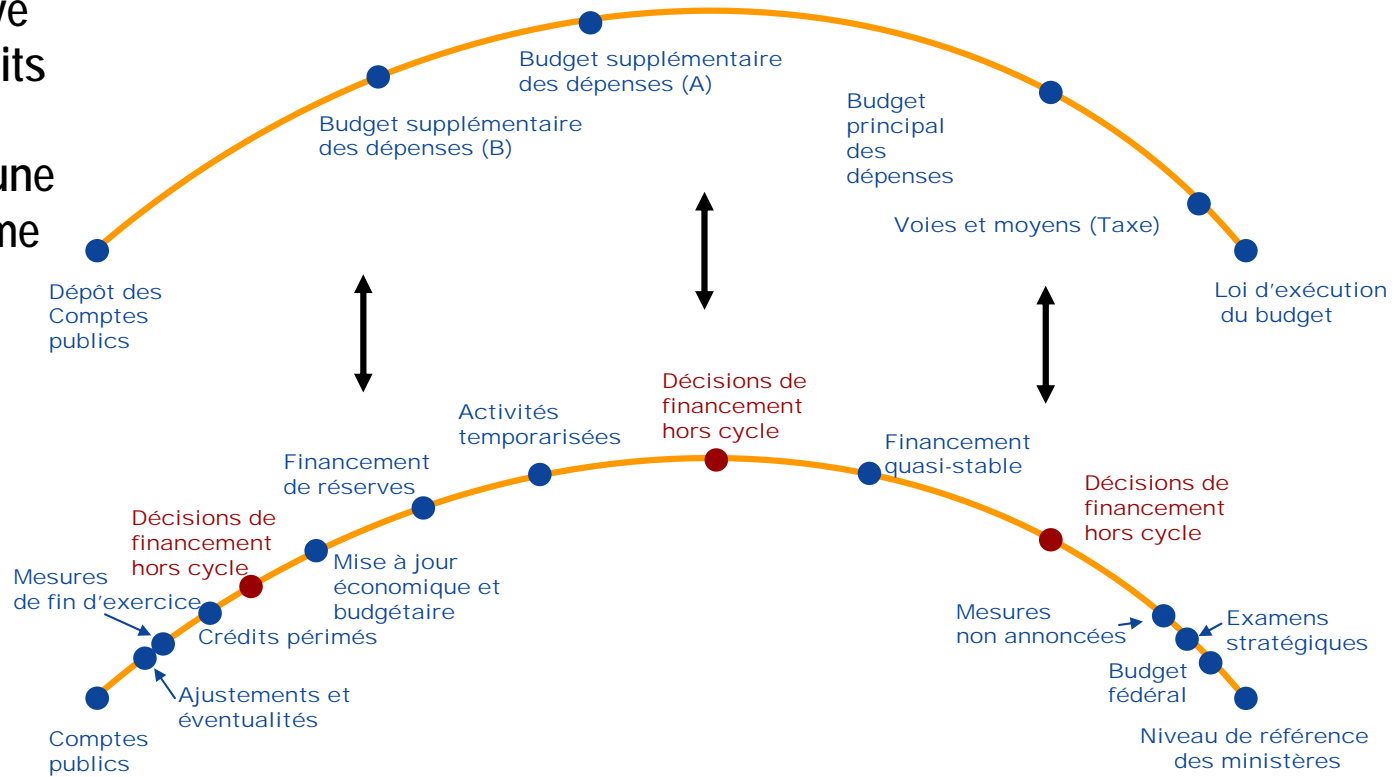 its
une
Budget supplémentaire
des dépenses (A)
Budget supplémentaire
des dépenses (B)
Budget
principal
des
dépenses
Voies et moyens (Taxe)
Dépôt des
Comptes
publics
Loi d'exécution
du budget
Décisions de
financement
hors cycle
Activités
temporarisées
Financement
quasi-stable
Financement
de réserves
Décisions de
financement
hors cycle
Décisions de
financement
hors cycle
Mise à jour
économique et
budgétaire
Mesures
de fin d'exercice
Crédits périmés
Mesures
non annoncées
Examens
stratégiques
Budget
fédéral
Ajustements et
éventualités
Comptes
publics
Niveau de référence
des ministères